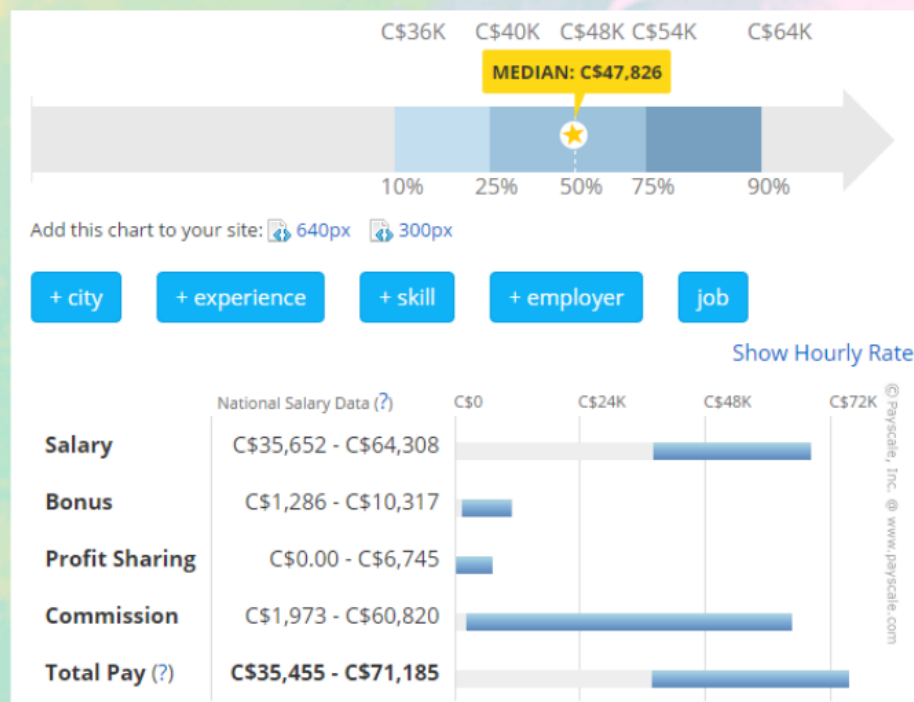 C$36K C$40K C$48K C$54K C$64K
MEDIAN: C$47,826
10% 25% 50% 75% 90%
Add this chart to your site: 640px 300px
+ city + experience + skill + employer job
Show Hourly Rate
National Salary Data (?) C$0 C$24K C$48K C$72K
Salary C$35,652 - C$64,308
Bonus C$1,286 - C$10,317
Profit Sharing C$0.00 - C$6,745
Commission C$1,973 - C$60,820
Total Pay (?) C$35,455 - C$71,185
© Payscale, Inc. @ www.payscale.com